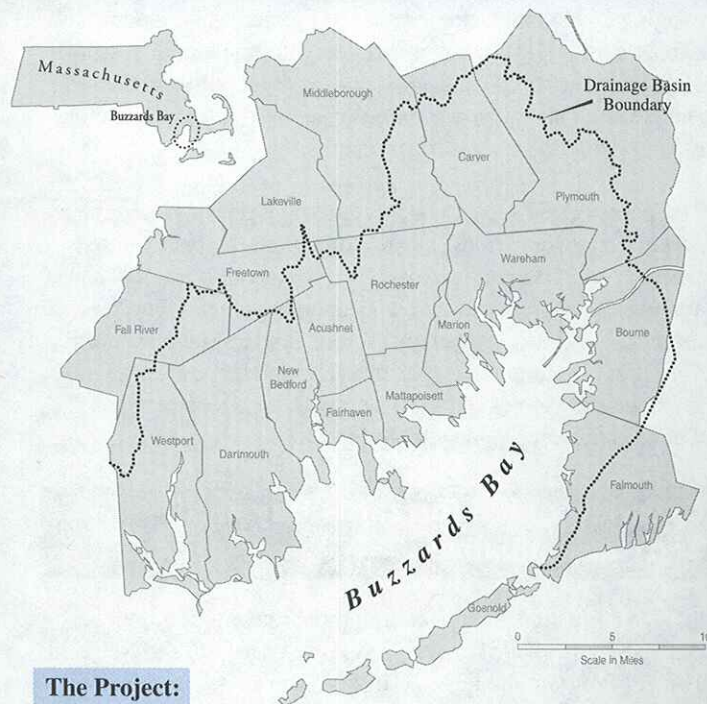 Massachusetts
Buzzards Bay
Middleborough
Drainage Basin
Boundary
Carver
Plymouth
Lakeville
Wareham
Freetown
Rochester
Fall River
Acushnet
Marion
Bourne
New
Bedford
Mattapoisett
Fairhaven
Westport
Dartmouth
Falmouth
Buzzards Bay
Gosnold
0 5 10
Scale in Miles
The Project: